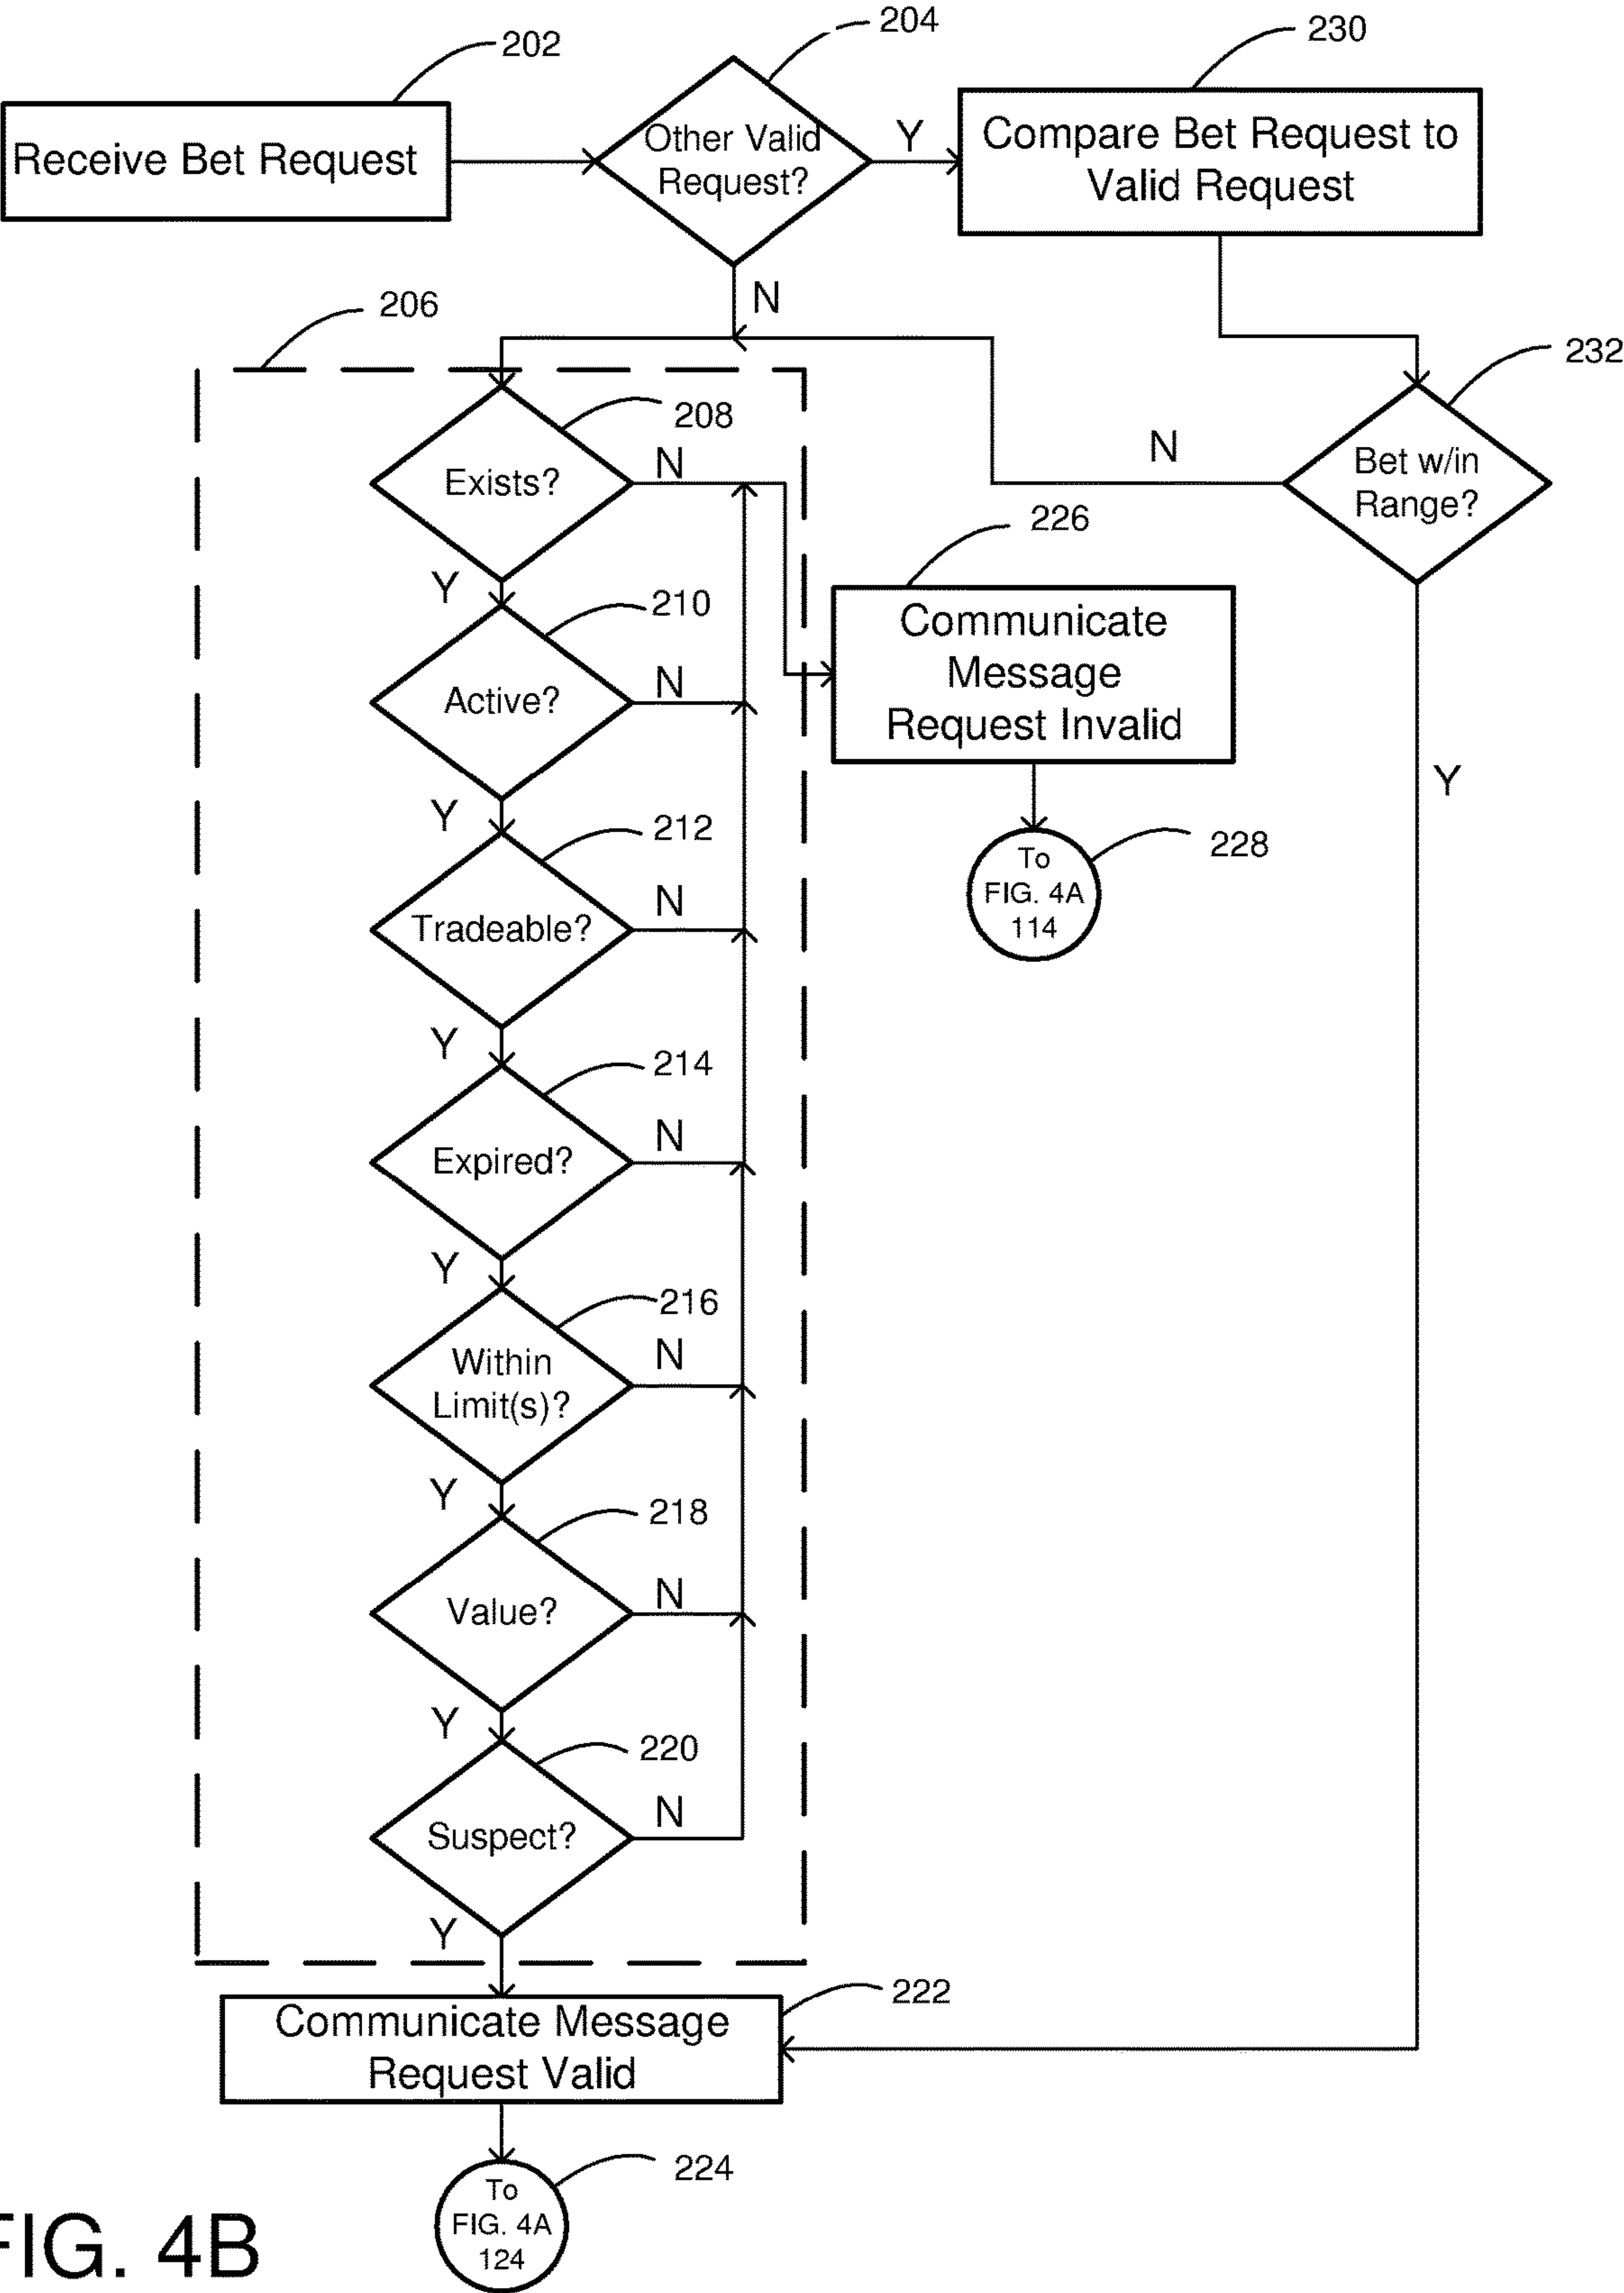 202
204
230
Receive Bet Request
Other Valid
Request?
Y
Compare Bet Request to
Valid Request
N
206
232
208
Exists?
N
N
Bet w/in
Range?
226
Y
210
Communicate
Message
Request Invalid
Active?
N
Y
Y
212
228
To
FIG. 4A
114
Tradeable?
N
Y
214
Expired?
N
Y
216
Within
Limit(s)?
N
Y
218
Value?
N
Y
220
Suspect?
N
Y
222
Communicate Message
Request Valid
224
To
FIG. 4A
124
FIG. 4B